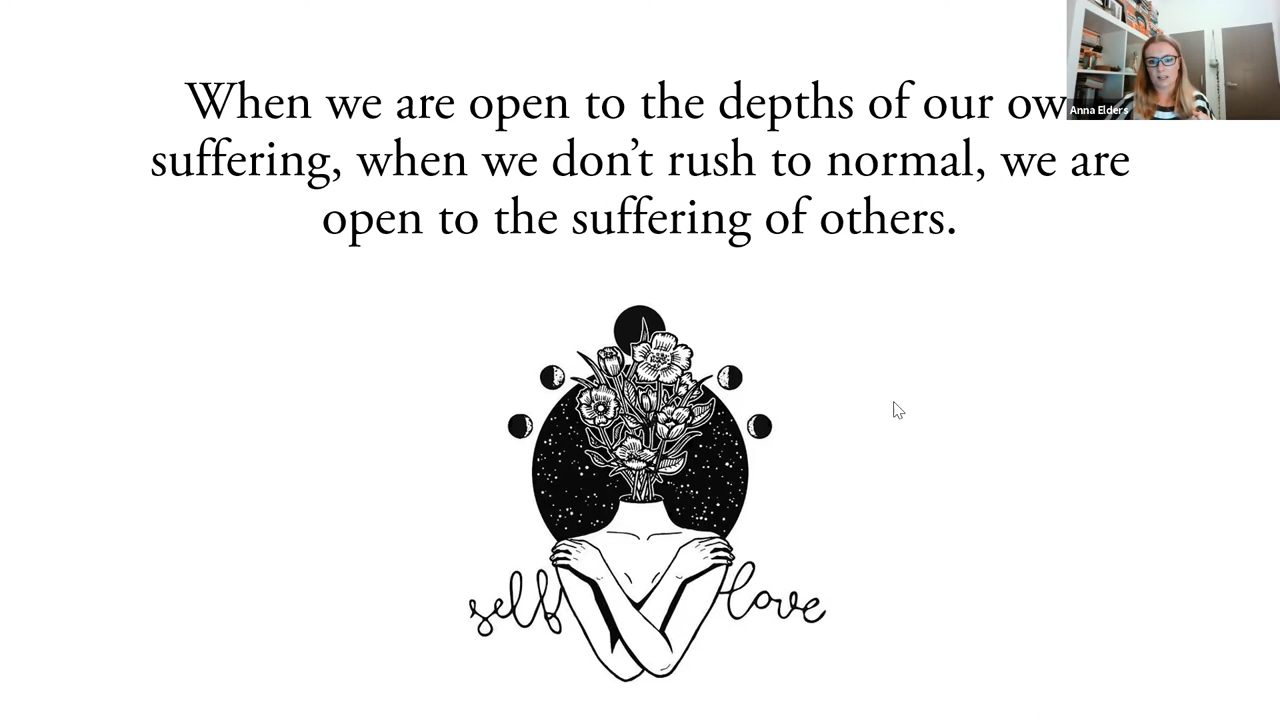 When we are open to the depths of our ow
suffering, when we don't rush to normal, we are
open to the suffering of others.
Anna Elders
self love